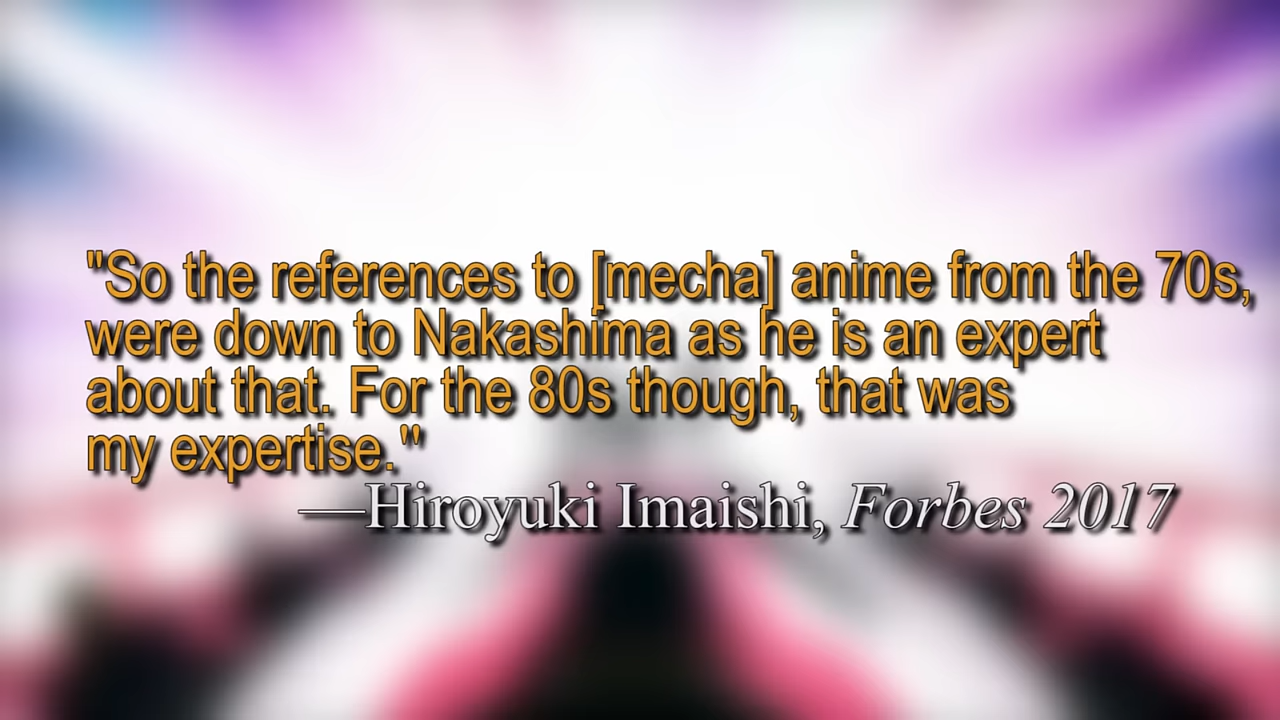 "So the references to [mecha] anime from the 70s,
were down to Nakashima as he is an expert
about that. For the 80s though, that was
my expertise."
—Hiroyuki Imaishi, Forbes 2017